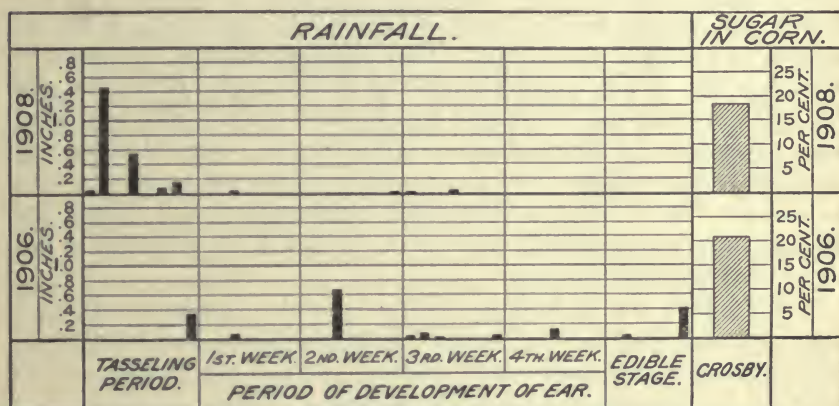 RAINFALL.
SUGAR
IN CORN.
1908.
INCHES.
.8
.6
.4
.2
1.0
.8
.6
.4
.2
25
20
15
10
5
PER CENT.
1908.
1906.
INCHES.
.8
.6
.4
.2
1.0
.8
.6
.4
.2
25
20
15
10
5
PER CENT.
1906.
TASSELING
PERIOD.
1ST. WEEK.
2ND. WEEK.
3RD. WEEK.
4TH. WEEK.
PERIOD OF DEVELOPMENT OF EAR.
EDIBLE
STAGE.
CROSBY.